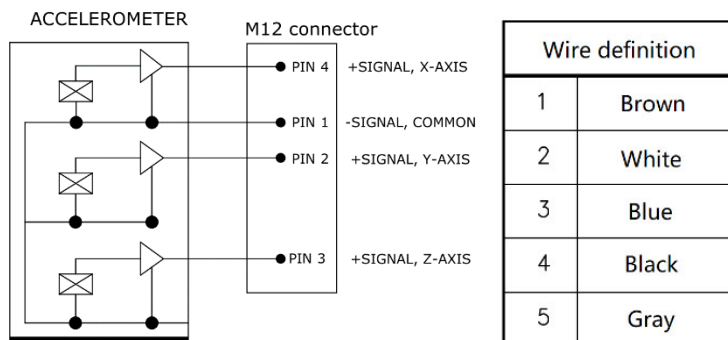 ACCELEROMETER
M12 connector
PIN 4 +SIGNAL, X-AXIS
PIN 1 -SIGNAL, COMMON
PIN 2 +SIGNAL, Y-AXIS
PIN 3 +SIGNAL, Z-AXIS
Wire definition
1 Brown
2 White
3 Blue
4 Black
5 Gray